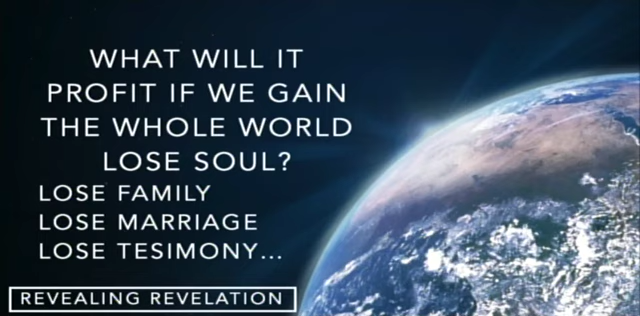 WHAT WILL IT
PROFIT IF WE GAIN
THE WHOLE WORLD
LOSE SOUL?
LOSE FAMILY
LOSE MARRIAGE
LOSE TESIMONY...
REVEALING REVELATION